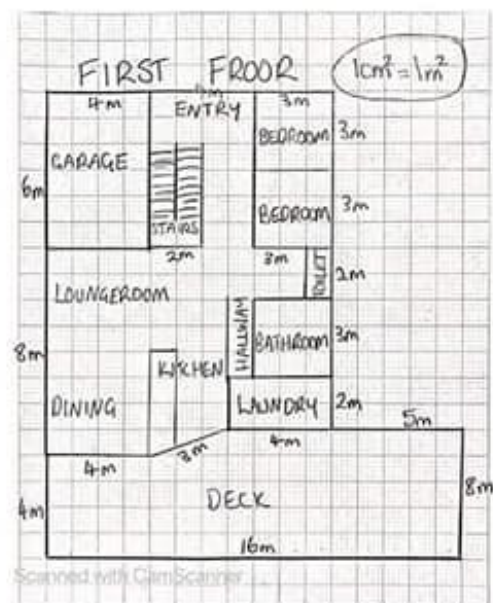 FIRST FROOR
1cm² = 1m²
4m
4m
3m
ENTRY
BEDROOM
3m
GARAGE
6m
BEDROOM
3m
STAIRS
2m
3m
TOILET
2m
LOUNGEROOM
HALLWAY
BATHROOM
3m
8m
KITCHEN
DINING
LAUNDRY
2m
5m
4m
3m
4m
8m
4m
DECK
16m
Scanned with CamScanner